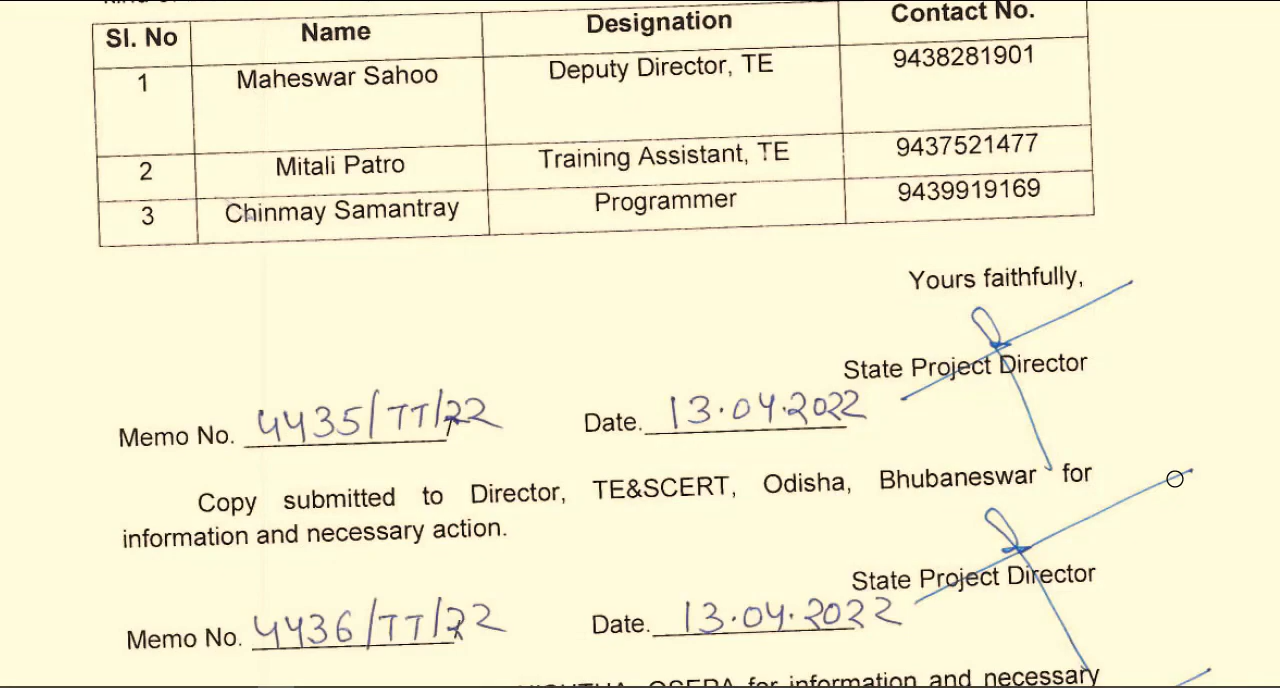 Sl. No Name Designation Contact No.
1 Maheswar Sahoo Deputy Director, TE 9438281901
2 Mitali Patro Training Assistant, TE 9437521477
3 Chinmay Samantray Programmer 9439919169
Yours faithfully,
State Project Director
Memo No. 4435/TT/22 Date. 13.04.2022
Copy submitted to Director, TE&SCERT, Odisha, Bhubaneswar for
information and necessary action.
State Project Director
Memo No. 4436/TT/22 Date. 13.04.2022
for information and necessary